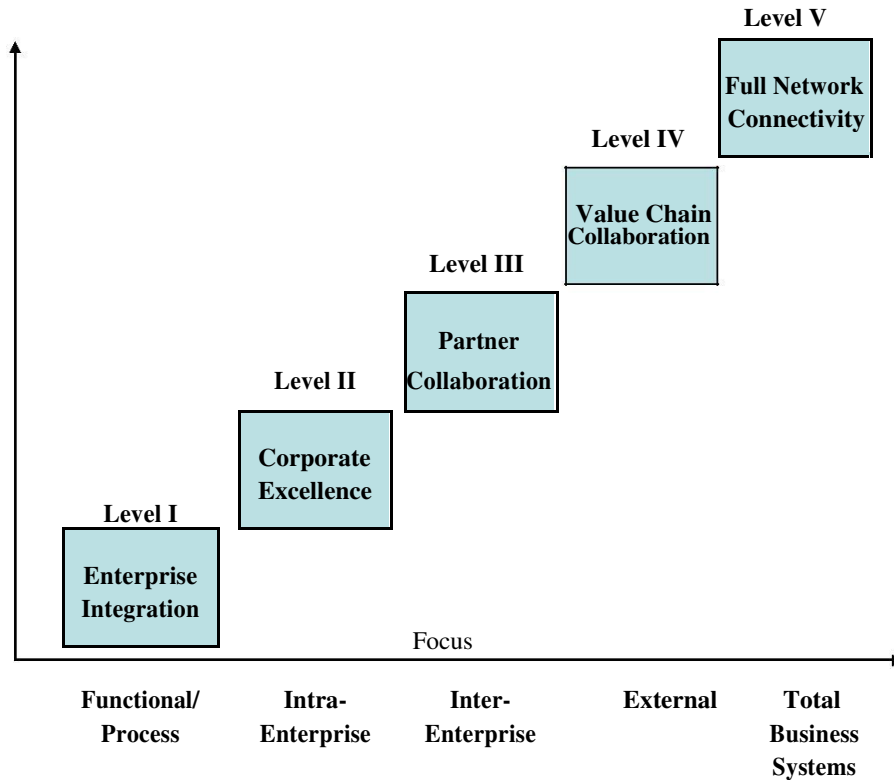 Level V
Full Network
Connectivity
Level IV
Value Chain
Collaboration
Level III
Partner
Collaboration
Level II
Corporate
Excellence
Level I
Enterprise
Integration
Focus
Functional/
Process
Intra-
Enterprise
Inter-
Enterprise
External
Total
Business
Systems